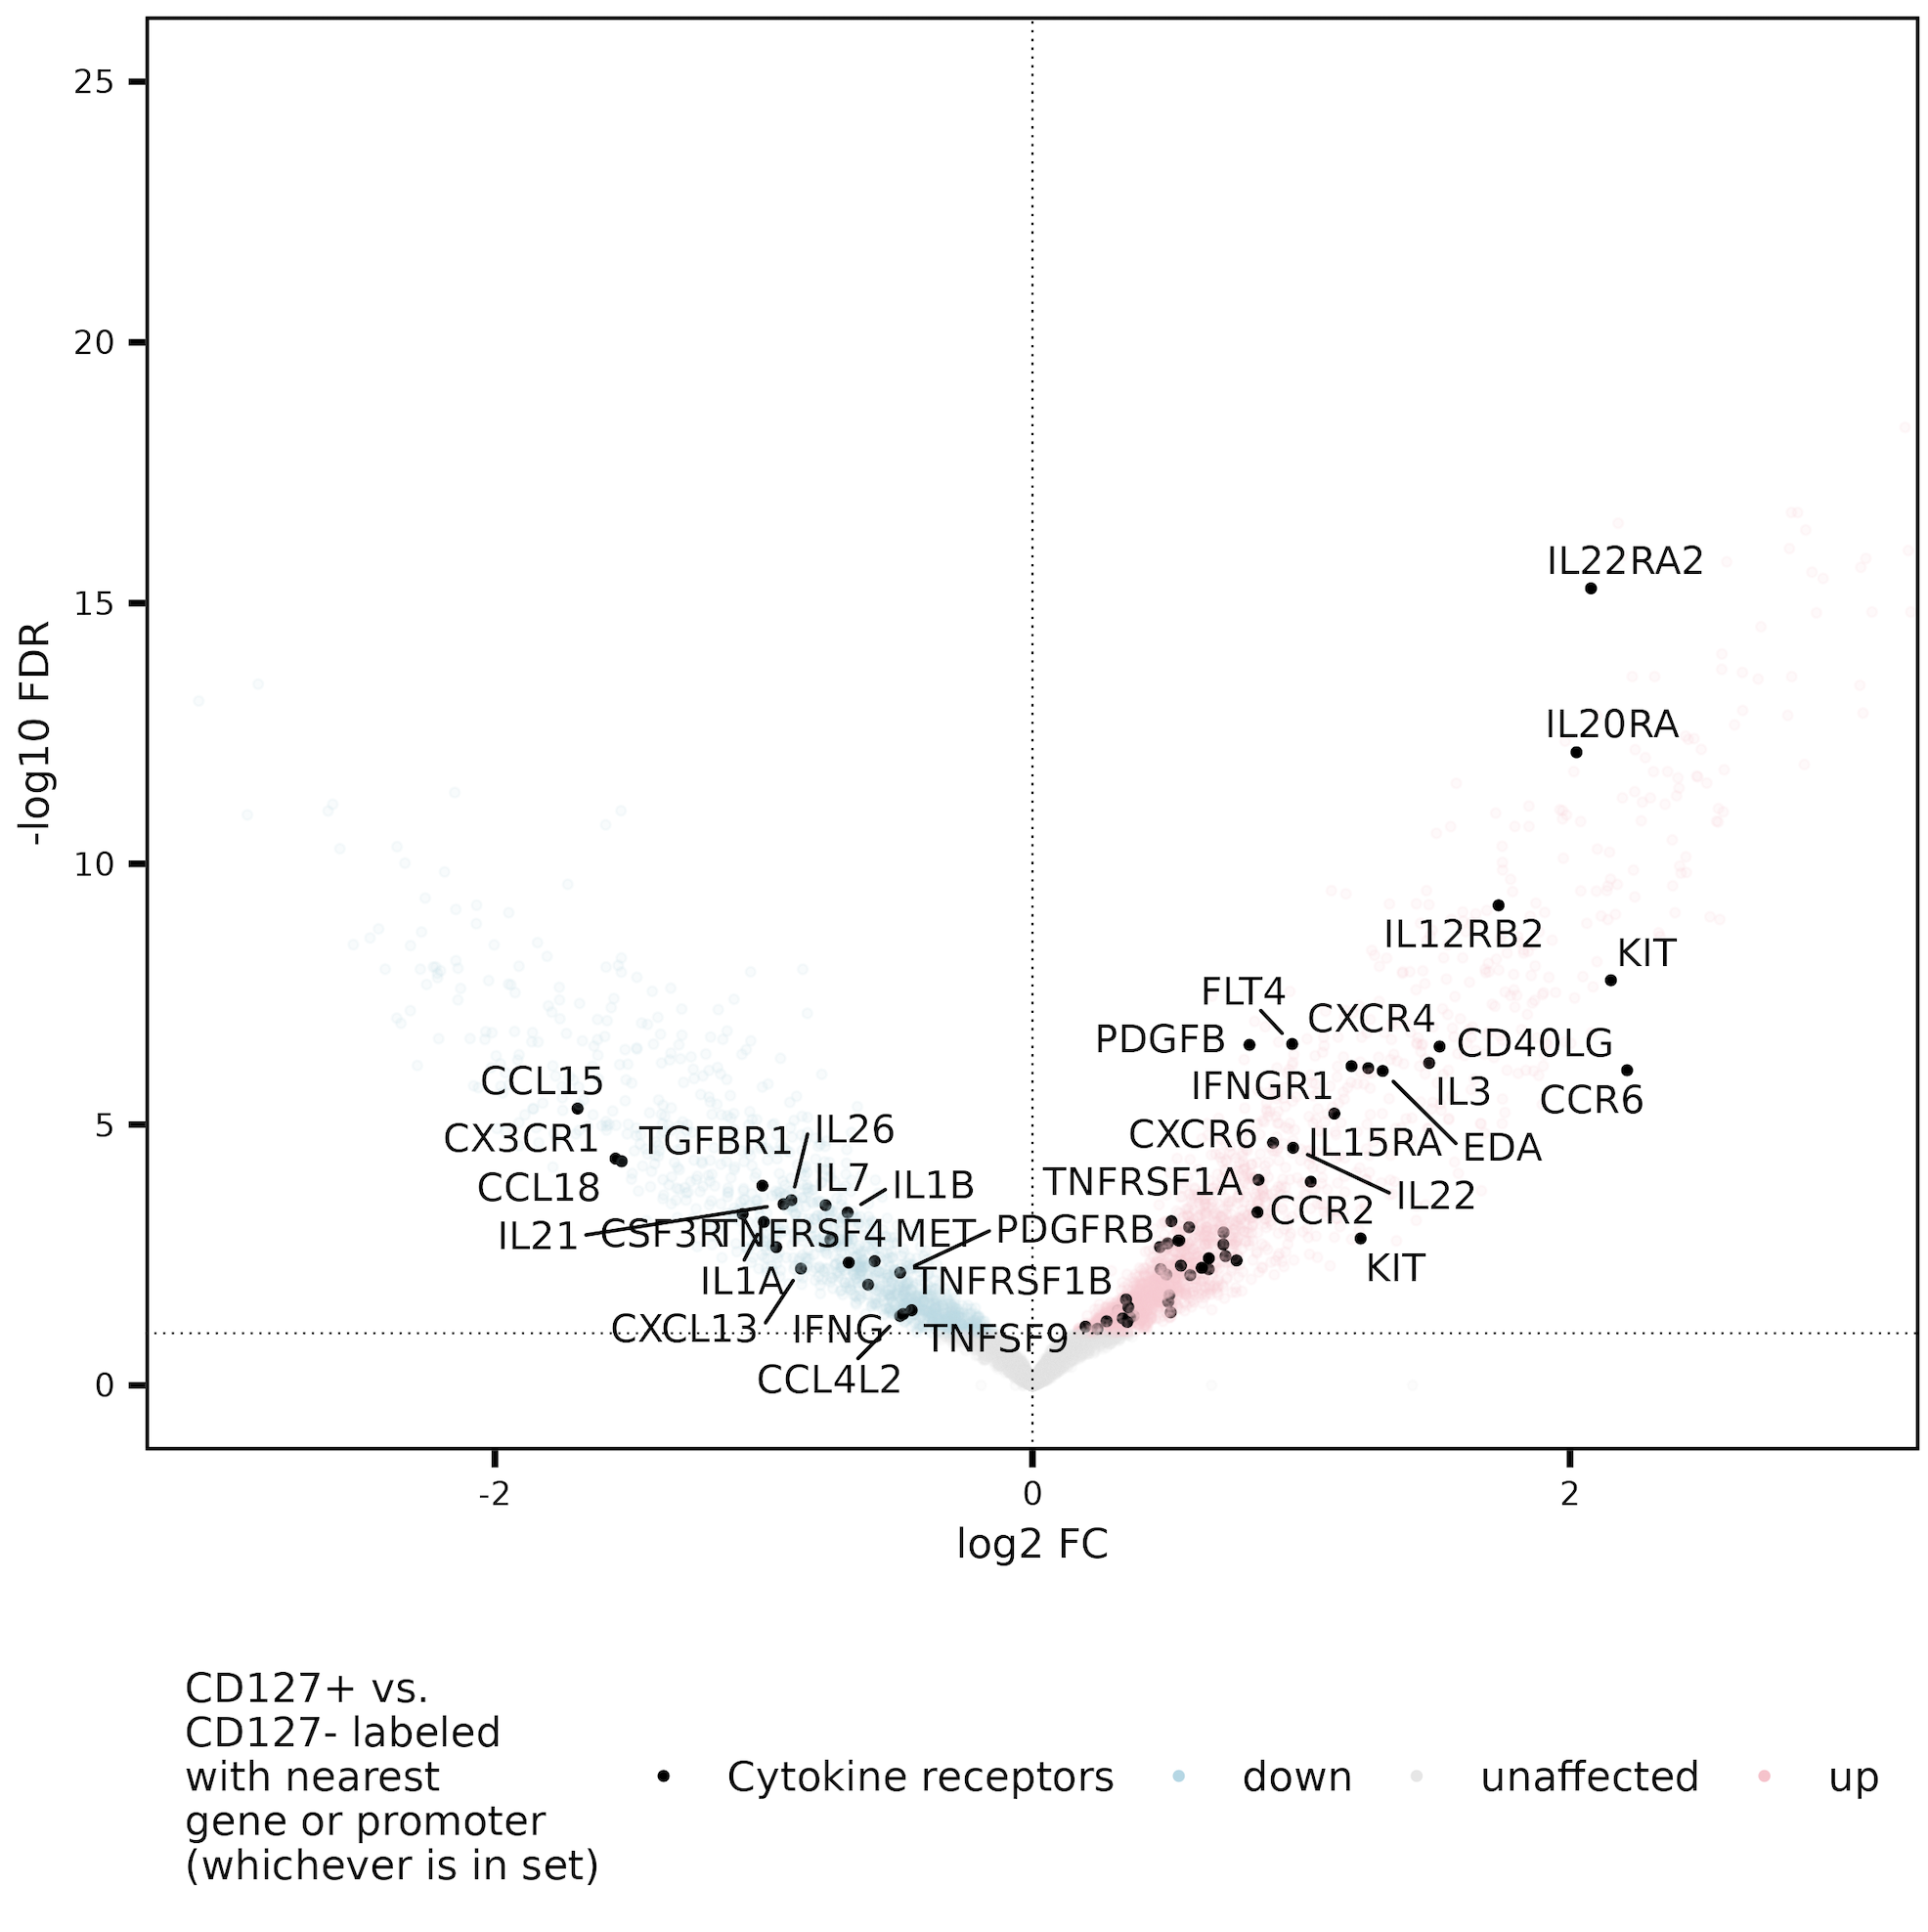 25
20
15
10
5
0
-log10 FDR
IL22RA2
IL20RA
IL12RB2
KIT
FLT4
CXCR4
PDGFB
CD40LG
IFNGR1
IL3
CCR6
CXCR6
IL15RA
EDA
TNFRSF1A
IL22
CCR2
KIT
CCL15
CX3CR1
TGFBR1
IL26
CCL18
IL7
IL1B
IL21
CSF3R
TNFRSF4
MET
PDGFRB
IL1A
TNFRSF1B
CXCL13
IFNG
TNFSF9
CCL4L2
-2
0
2
log2 FC
CD127+ vs.
CD127- labeled
with nearest
gene or promoter
(whichever is in set)
Cytokine receptors
down
unaffected
up